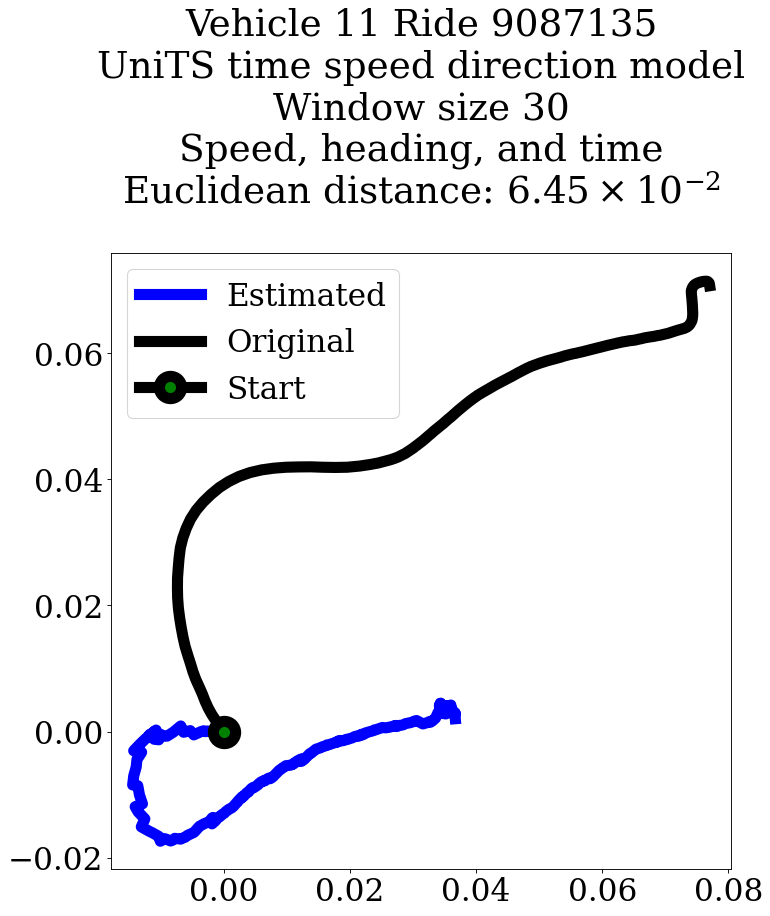 Vehicle 11 Ride 9087135
UniTS time speed direction model
Window size 30
Speed, heading, and time
Euclidean distance: 6.45 × 10⁻²
Estimated
Original
Start
0.06
0.04
0.02
0.00
−0.02
0.00 0.02 0.04 0.06 0.08